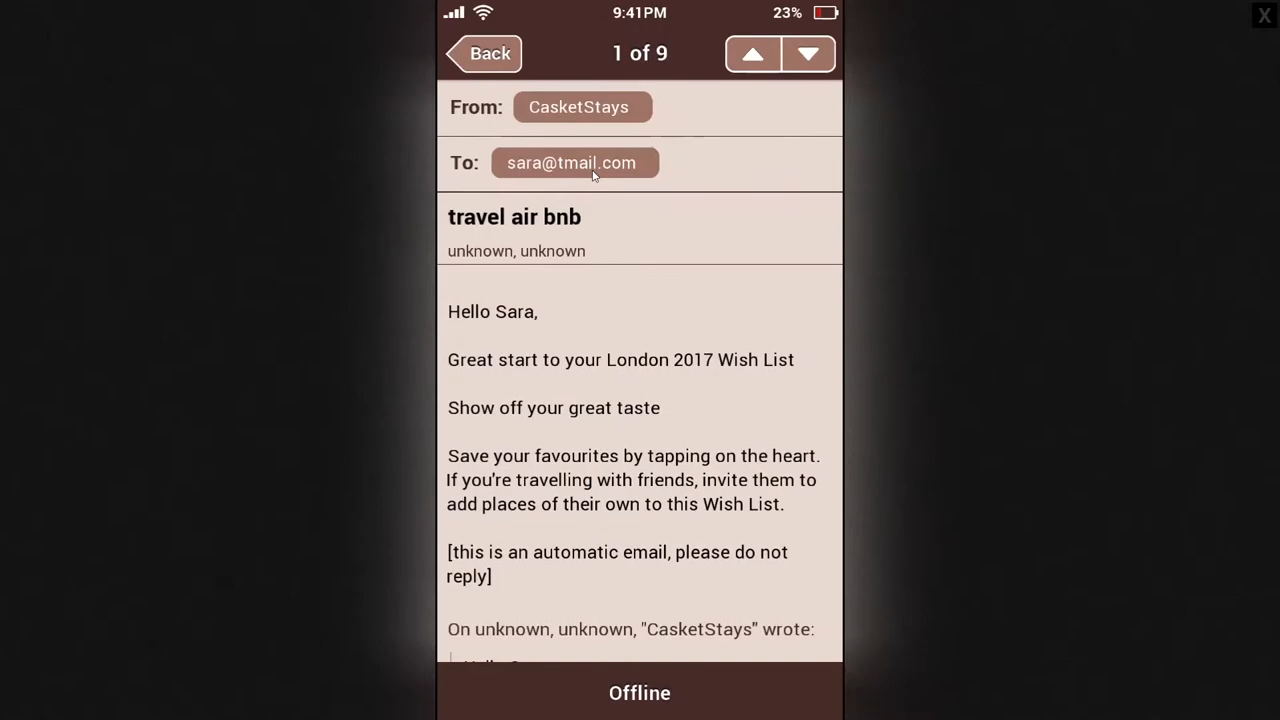 9:41PM 23% X
Back 1 of 9
From: CasketStays
To: sara@tmail.com
travel air bnb
unknown, unknown
Hello Sara,
Great start to your London 2017 Wish List
Show off your great taste
Save your favourites by tapping on the heart.
If you're travelling with friends, invite them to
add places of their own to this Wish List.
[this is an automatic email, please do not
reply]
On unknown, unknown, "CasketStays" wrote:
Offline